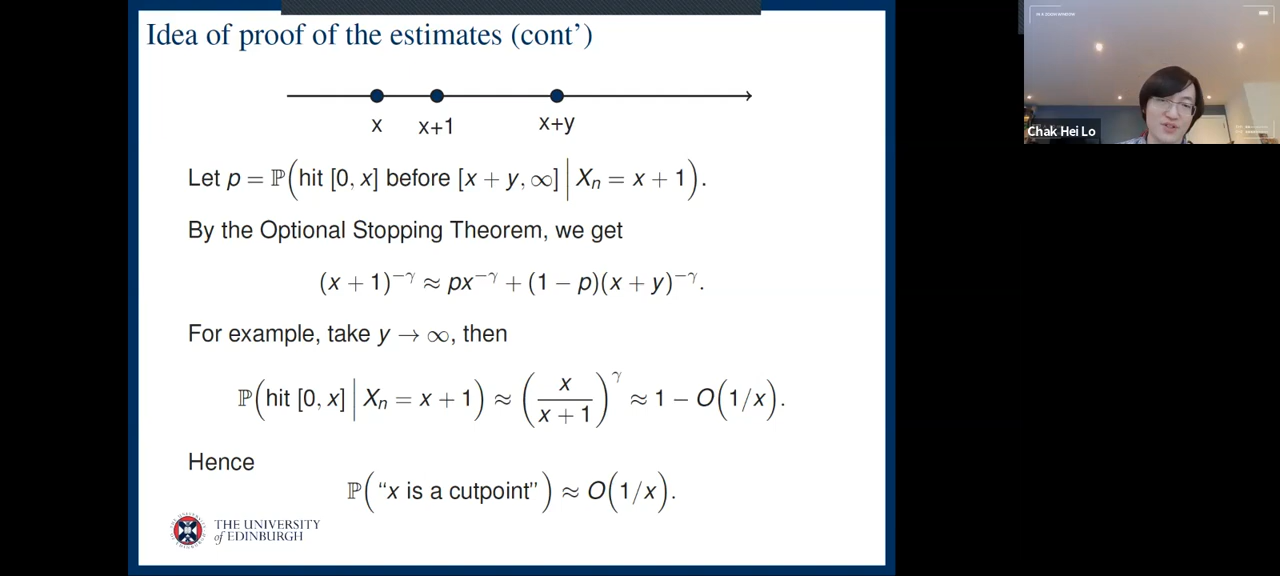 Idea of proof of the estimates (cont’)
x x+1 x+y
Let p = ℙ(hit [0, x] before [x + y, ∞] | Xₙ = x + 1).
By the Optional Stopping Theorem, we get
(x + 1)^{−γ} ≈ px^{−γ} + (1 − p)(x + y)^{−γ}.
For example, take y → ∞, then
ℙ(hit [0, x] | Xₙ = x + 1) ≈ (x / (x + 1))^γ ≈ 1 − O(1/x).
Hence
ℙ(“x is a cutpoint”) ≈ O(1/x).
THE UNIVERSITY
of EDINBURGH
Chak Hei Lo